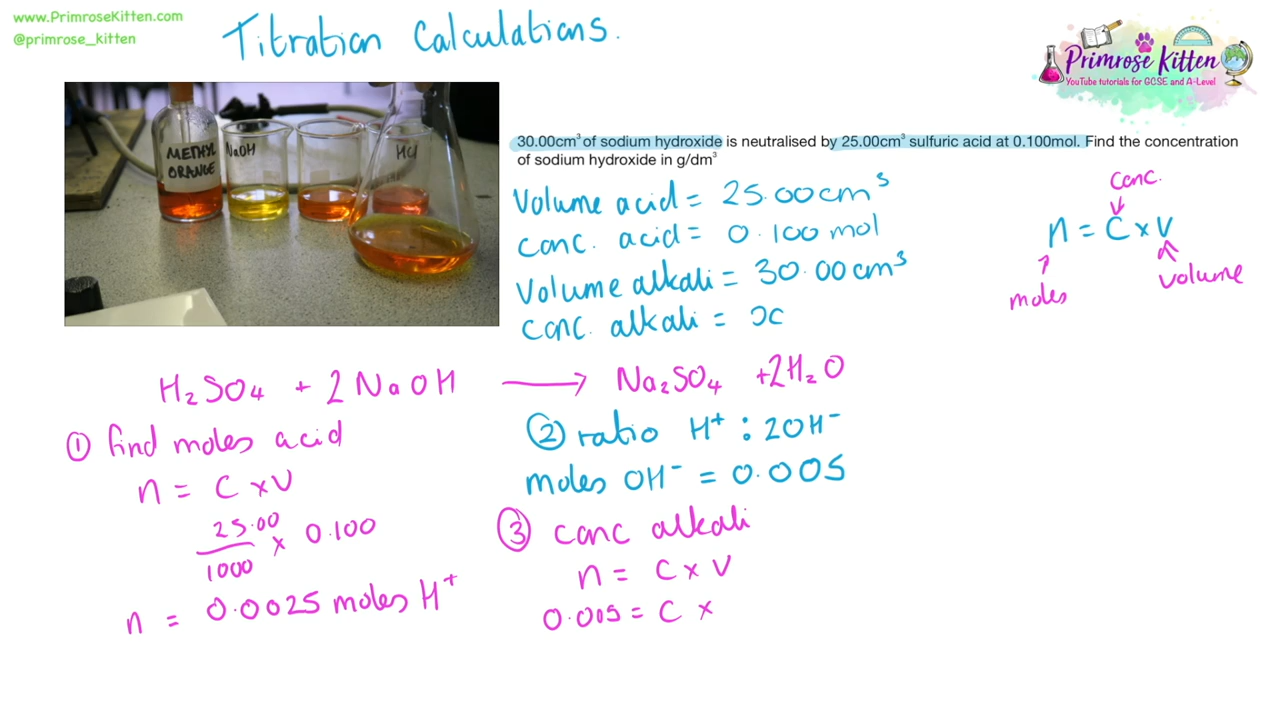 www.PrimroseKitten.com
@primrose_kitten
Titration Calculations.
Primrose Kitten
YouTube tutorials for GCSE and A-Level
METHYL
ORANGE
NaOH
HCl
30.00cm³ of sodium hydroxide is neutralised by 25.00cm³ sulfuric acid at 0.100mol. Find the concentration
of sodium hydroxide in g/dm³
Volume acid = 25.00cm³
conc. acid = 0.100 mol
Volume alkali = 30.00cm³
conc. alkali = x
conc.
n = C × V
moles
volume
H₂SO₄ + 2NaOH → Na₂SO₄ + 2H₂O
① find moles acid
n = C × V
25.00
1000
× 0.100
n = 0.0025 moles H⁺
② ratio H⁺ : 2OH⁻
moles OH⁻ = 0.005
③ conc alkali
n = C × V
0.005 = C ×